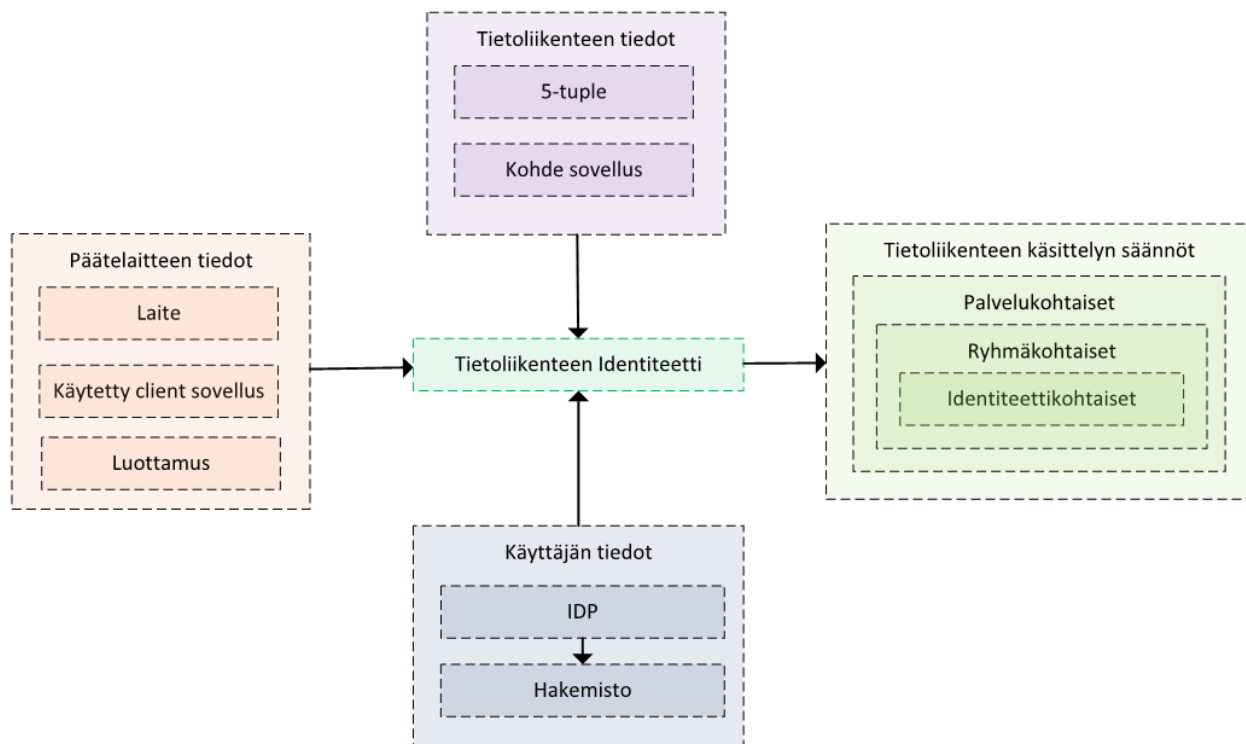 Tietoliikenteen tiedot
5-tuple
Kohde sovellus
Päätelaitteen tiedot
Laite
Käytetty client sovellus
Luottamus
Tietoliikenteen Identiteetti
Tietoliikenteen käsittelyn säännöt
Palvelukohtaiset
Ryhmäkohtaiset
Identiteettikohtaiset
Käyttäjän tiedot
IDP
Hakemisto